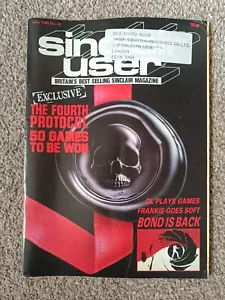 sinclair
user
BRITAIN'S BEST SELLING SINCLAIR MAGAZINE
EXCLUSIVE
THE FOURTH
PROTOCOL
50 GAMES
TO BE WON
QL PLAYS GAMES
FRANKIE GOES SOFT
BOND IS BACK